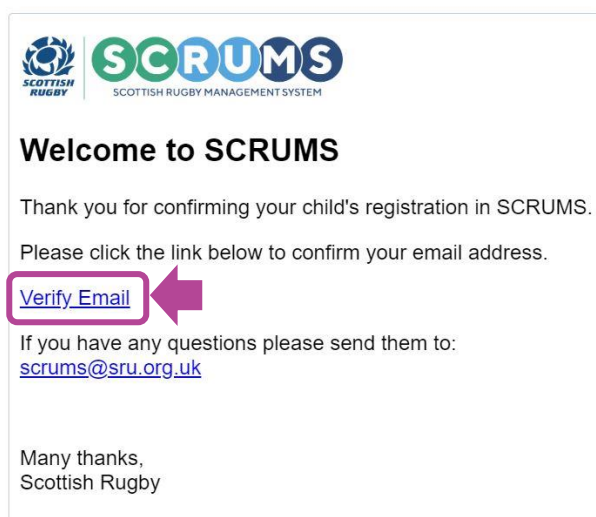 SCOTTISH
RUGBY
SCRUMS
SCOTTISH RUGBY MANAGEMENT SYSTEM
Welcome to SCRUMS
Thank you for confirming your child's registration in SCRUMS.
Please click the link below to confirm your email address.
Verify Email
If you have any questions please send them to:
scrums@sru.org.uk
Many thanks,
Scottish Rugby